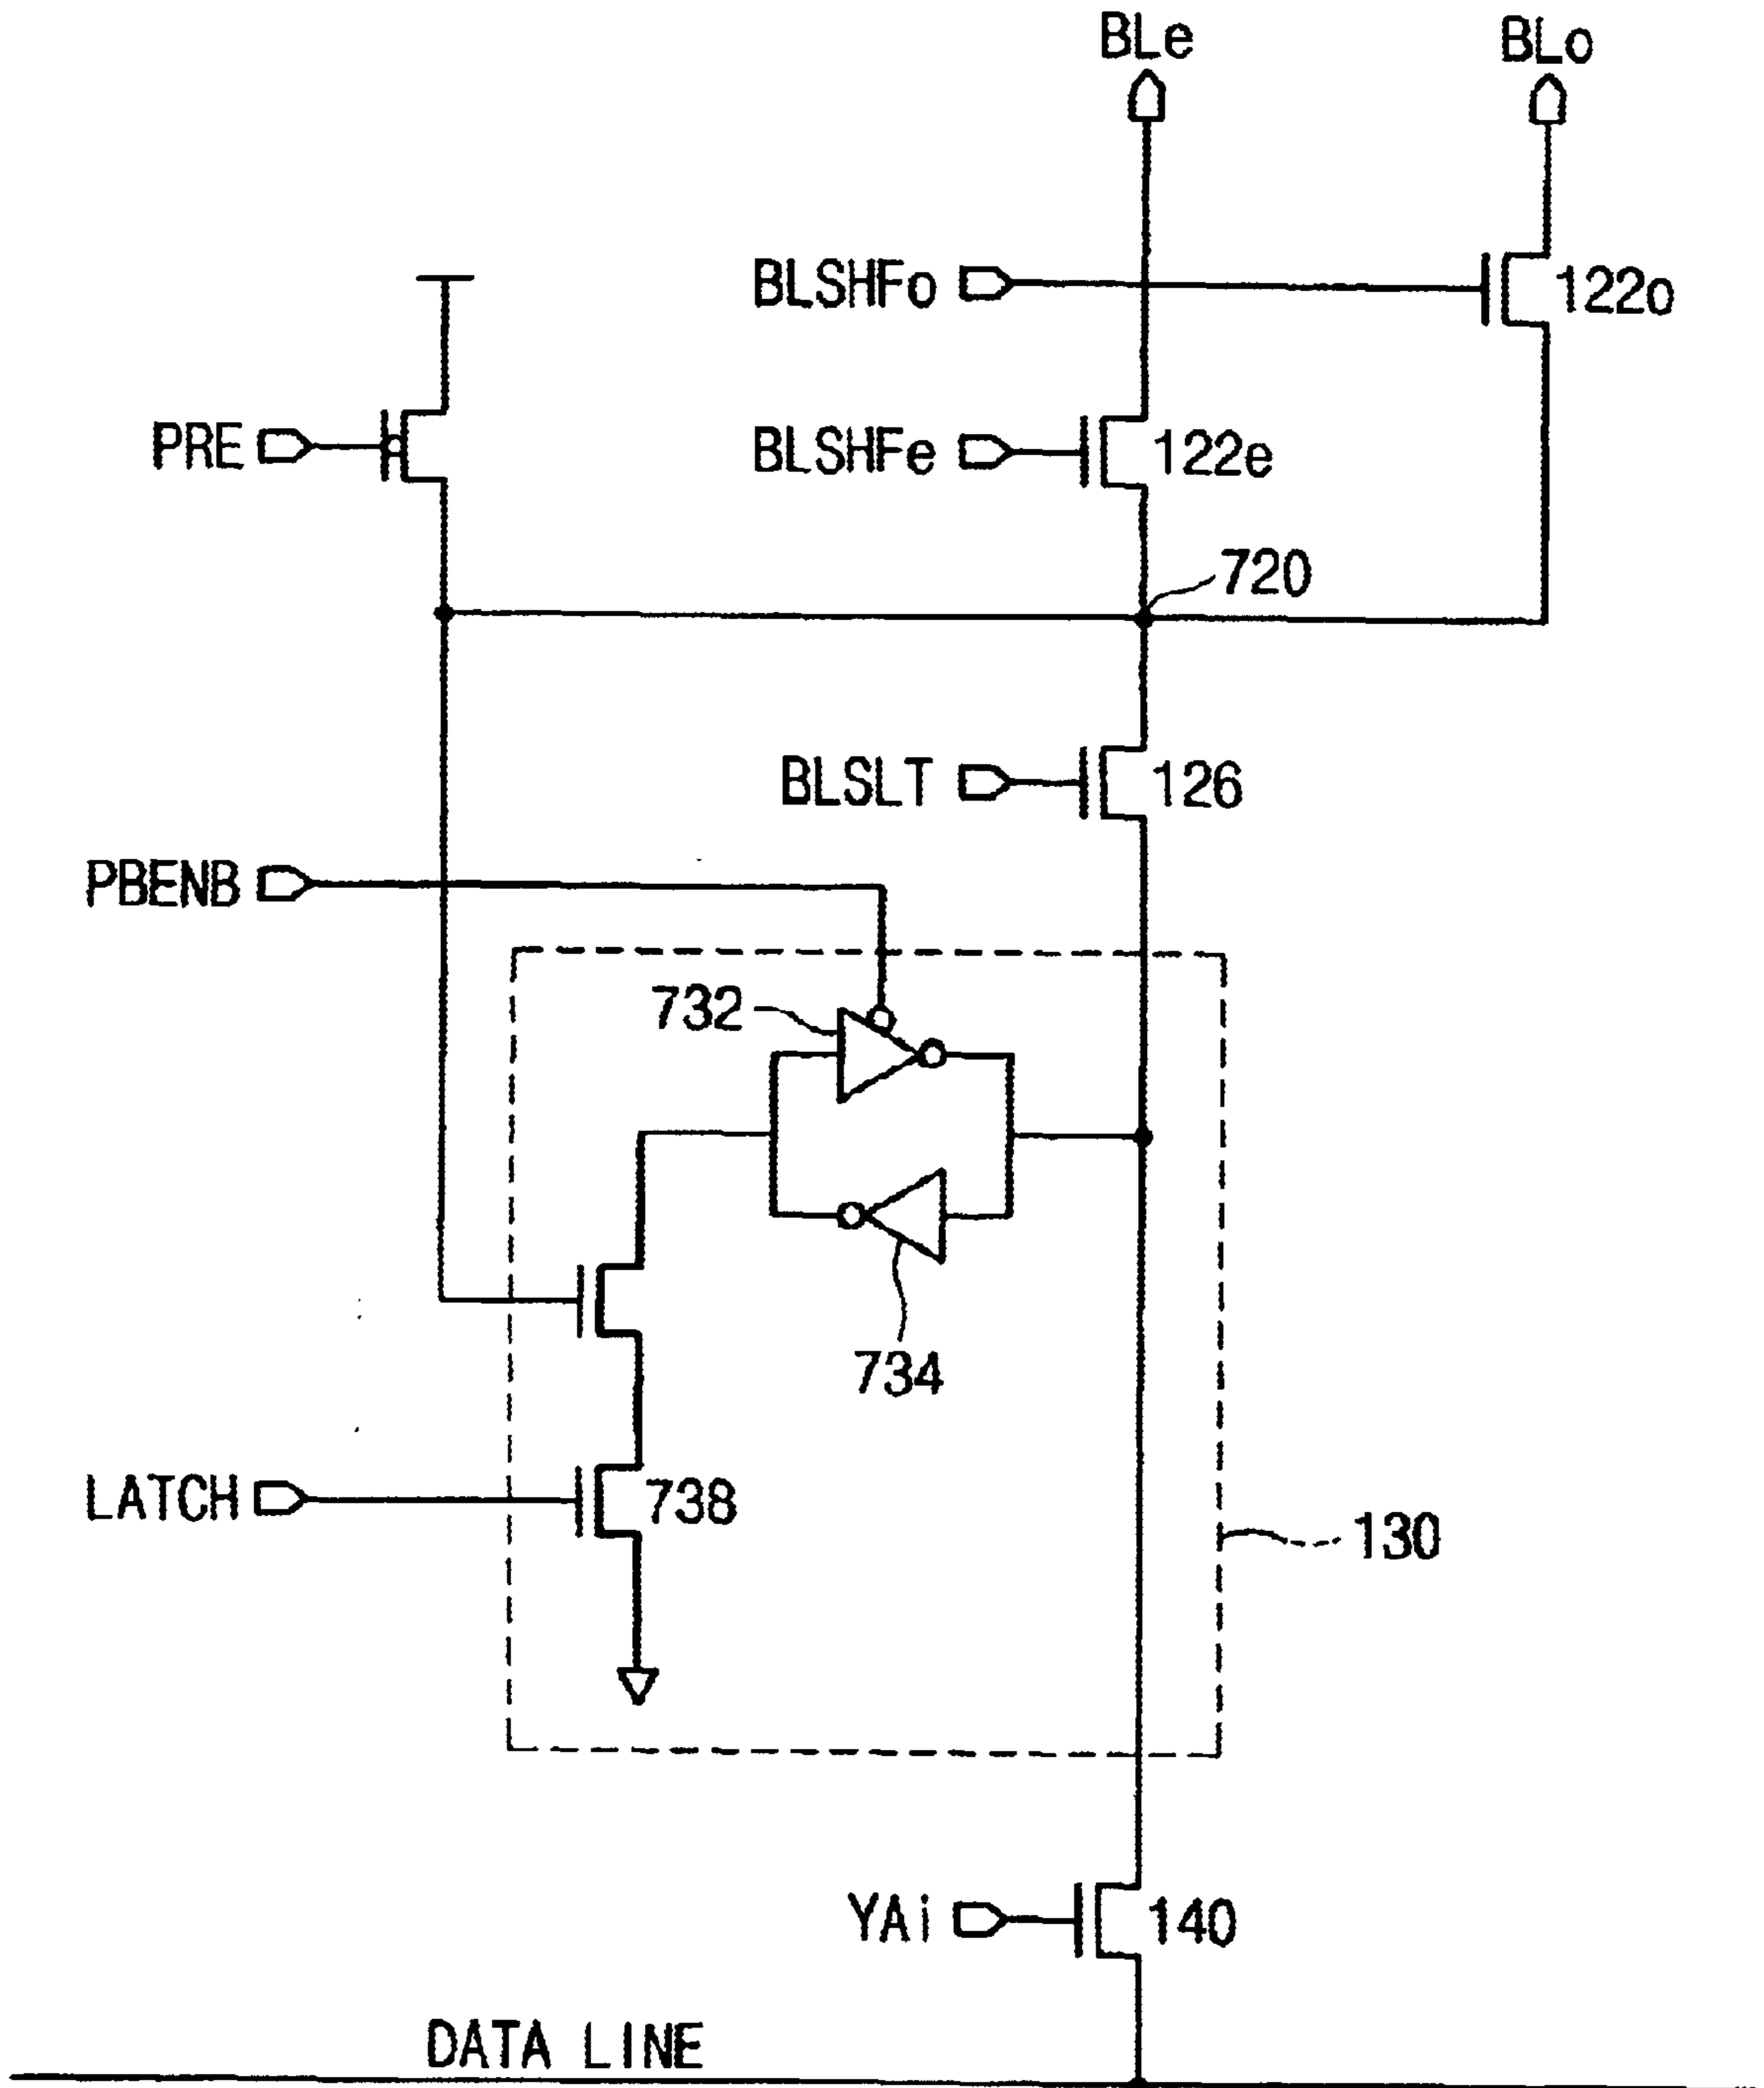 BLe
BLo
BLSHFo
122o
PRE
BLSHFe
122e
720
BLSLT
126
PBENB
732
734
LATCH
738
130
YAi
140
DATA LINE